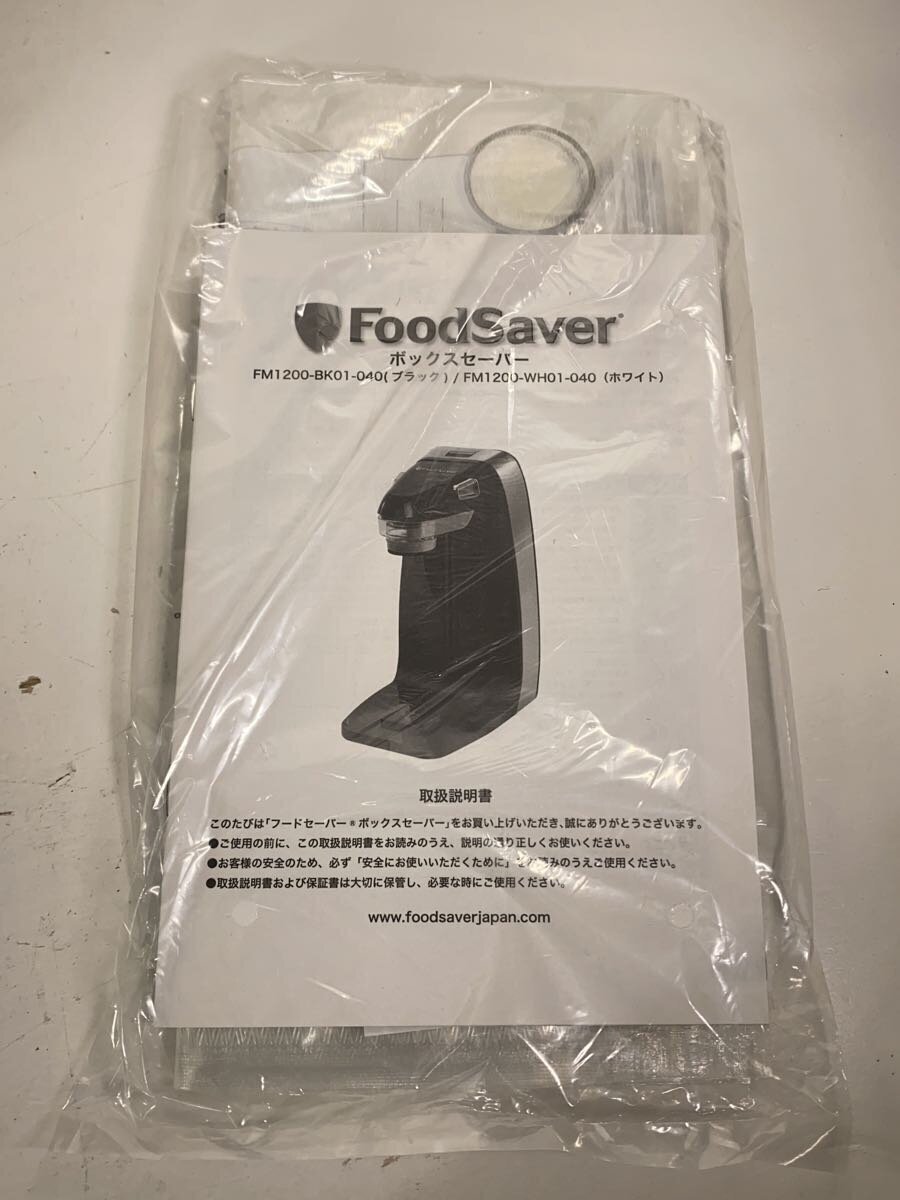 FoodSaver®
ボックスセーバー
FM1200-BK01-040(ブラック) / FM1200-WH01-040（ホワイト）
取扱説明書
このたびは「フードセーバー®ボックスセーバー」をお買い上げいただき、誠にありがとうございます。
●ご使用の前に、この取扱説明書をお読みのうえ、説明の通り正しくお使いください。
●お客様の安全のため、必ず「安全にお使いいただくために」をお読みのうえご使用ください。
●取扱説明書および保証書は大切に保管し、必要な時にご使用ください。
www.foodsaverjapan.com